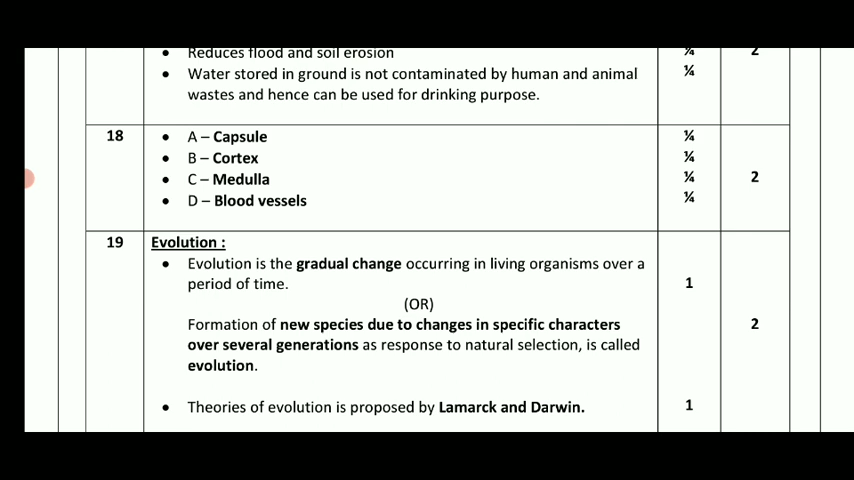 • Reduces flood and soil erosion ¼ 2
• Water stored in ground is not contaminated by human and animal ¼
wastes and hence can be used for drinking purpose.
18 • A – Capsule ¼
• B – Cortex ¼
• C – Medulla ¼ 2
• D – Blood vessels ¼
19 Evolution :
• Evolution is the gradual change occurring in living organisms over a
period of time. 1
(OR)
Formation of new species due to changes in specific characters 2
over several generations as response to natural selection, is called
evolution.
• Theories of evolution is proposed by Lamarck and Darwin. 1